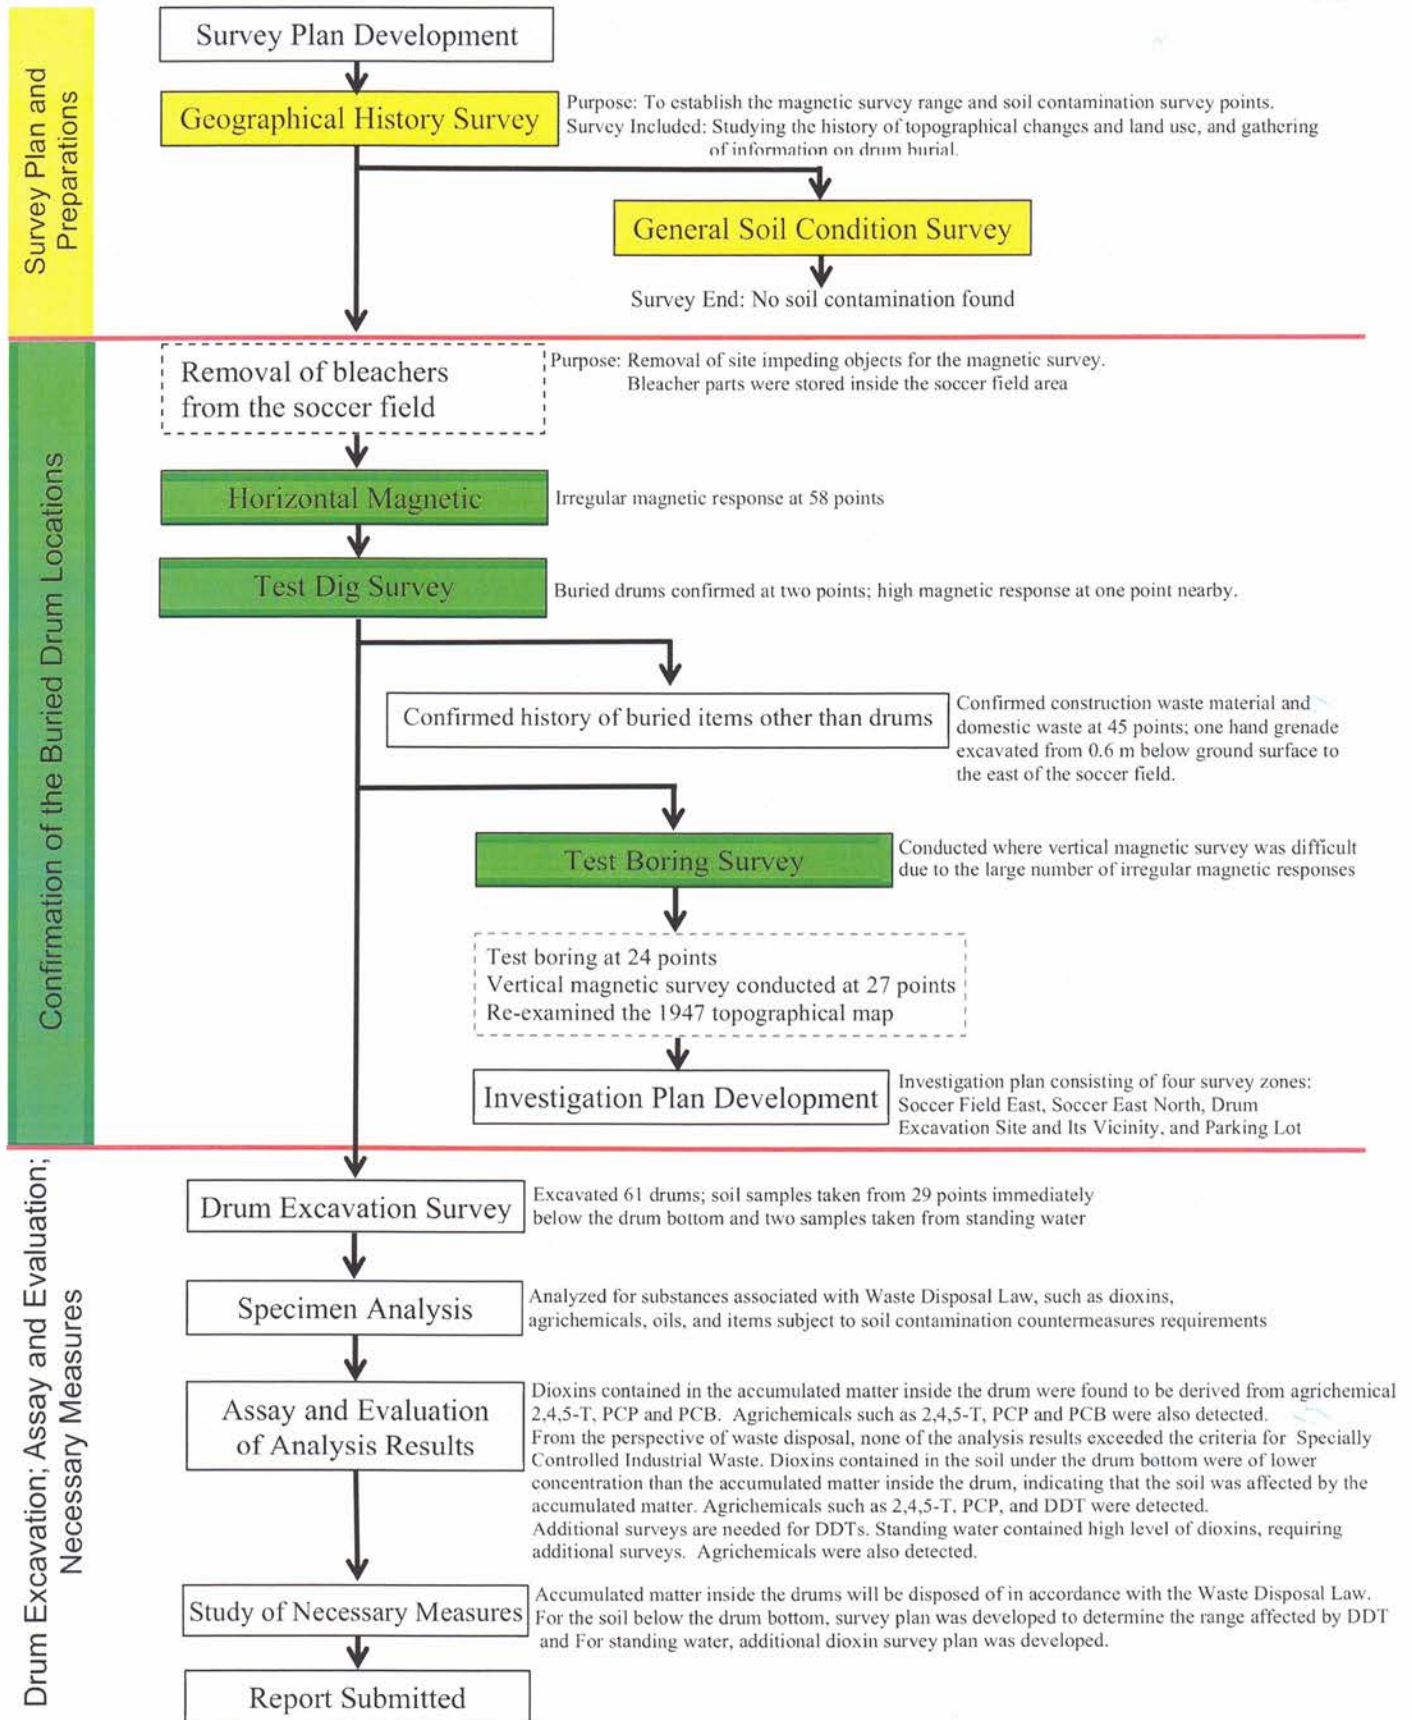 Survey Plan and
Preparations
Survey Plan Development
Geographical History Survey
Purpose: To establish the magnetic survey range and soil contamination survey points.
Survey Included: Studying the history of topographical changes and land use, and gathering
of information on drum burial.
General Soil Condition Survey
Survey End: No soil contamination found
Confirmation of the Buried Drum Locations
Removal of bleachers
from the soccer field
Purpose: Removal of site impeding objects for the magnetic survey.
Bleacher parts were stored inside the soccer field area
Horizontal Magnetic
Irregular magnetic response at 58 points
Test Dig Survey
Buried drums confirmed at two points; high magnetic response at one point nearby.
Confirmed history of buried items other than drums
Confirmed construction waste material and
domestic waste at 45 points; one hand grenade
excavated from 0.6 m below ground surface to
the east of the soccer field.
Test Boring Survey
Conducted where vertical magnetic survey was difficult
due to the large number of irregular magnetic responses
Test boring at 24 points
Vertical magnetic survey conducted at 27 points
Re-examined the 1947 topographical map
Investigation Plan Development
Investigation plan consisting of four survey zones:
Soccer Field East, Soccer East North, Drum
Excavation Site and Its Vicinity, and Parking Lot
Drum Excavation; Assay and Evaluation;
Necessary Measures
Drum Excavation Survey
Excavated 61 drums; soil samples taken from 29 points immediately
below the drum bottom and two samples taken from standing water
Specimen Analysis
Analyzed for substances associated with Waste Disposal Law, such as dioxins,
agrichemicals, oils, and items subject to soil contamination countermeasures requirements
Assay and Evaluation
of Analysis Results
Dioxins contained in the accumulated matter inside the drum were found to be derived from agrichemical
2,4,5-T, PCP and PCB. Agrichemicals such as 2,4,5-T, PCP and PCB were also detected.
From the perspective of waste disposal, none of the analysis results exceeded the criteria for Specially
Controlled Industrial Waste. Dioxins contained in the soil under the drum bottom were of lower
concentration than the accumulated matter inside the drum, indicating that the soil was affected by the
accumulated matter. Agrichemicals such as 2,4,5-T, PCP, and DDT were detected.
Additional surveys are needed for DDTs. Standing water contained high level of dioxins, requiring
additional surveys. Agrichemicals were also detected.
Study of Necessary Measures
Accumulated matter inside the drums will be disposed of in accordance with the Waste Disposal Law.
For the soil below the drum bottom, survey plan was developed to determine the range affected by DDT
and For standing water, additional dioxin survey plan was developed.
Report Submitted